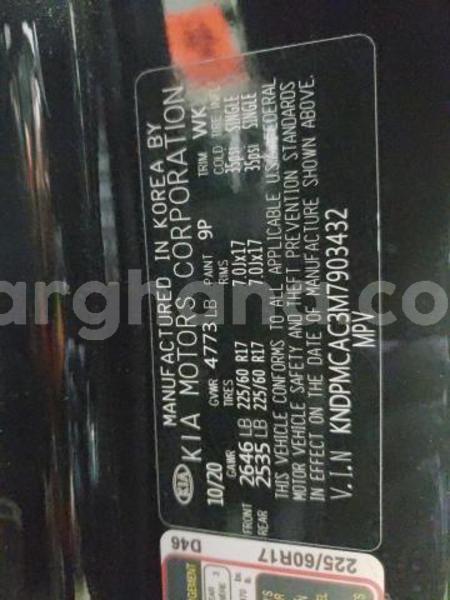 MANUFACTURED IN KOREA BY
KIA KIA MOTORS CORPORATION
10/20 GVWR 4773 LB PAINT 9P TRIM WK
GAWR TIRES RIMS COLD TIRE
FRONT 2646 LB 225/60 R17 7.0Jx17 35psi SINGLE
REAR 2535 LB 225/60 R17 7.0Jx17 35psi SINGLE
THIS VEHICLE CONFORMS TO ALL APPLICABLE U.S. FEDERAL
MOTOR VEHICLE SAFETY AND THEFT PREVENTION STANDARDS
IN EFFECT ON THE DATE OF MANUFACTURE SHOWN ABOVE.
V.I.N KNDPMCAC3M7903432
MPV
D46
225/60R17
arghan